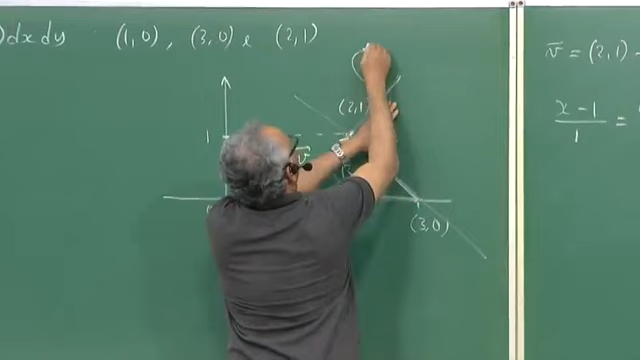 )dx dy (1,0), (3,0) e (2,1)
(2,1)
1
v⃗
(3,0)
v⃗ = (2,1) -
x - 1
/ 1 =